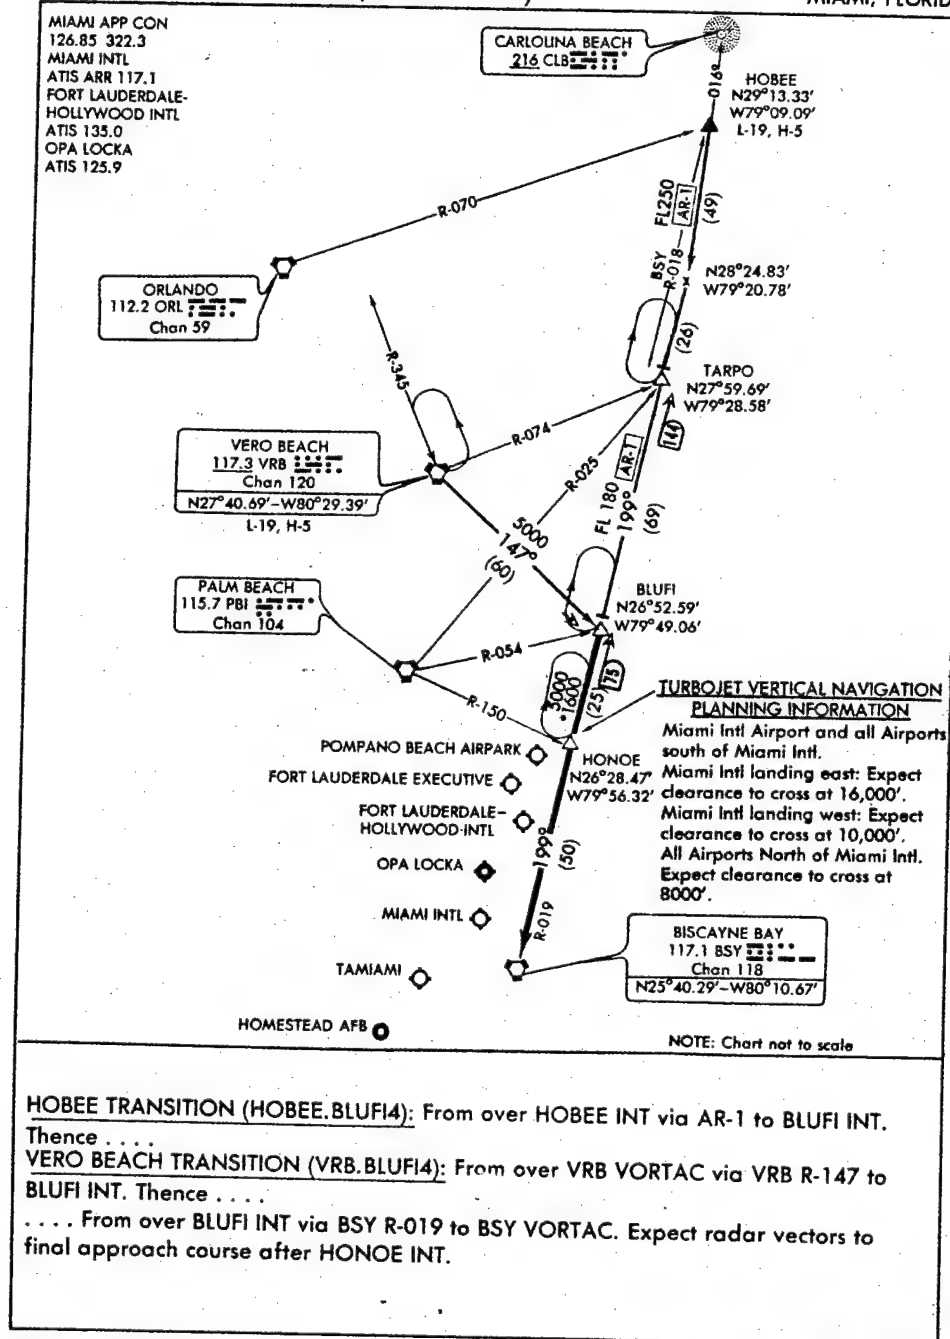 MIAMI, FLORID
MIAMI APP CON
126.85 322.3
MIAMI INTL
ATIS ARR 117.1
FORT LAUDERDALE-
HOLLYWOOD INTL
ATIS 135.0
OPA LOCKA
ATIS 125.9
CARLOUINA BEACH
216 CLB
016°
HOBEE
N29°13.33'
W79°09.09'
L-19, H-5
R-070
FL250
AR-1
(49)
BSY
R-018
ORLANDO
112.2 ORL
Chan 59
N28°24.83'
W79°20.78'
(26)
R-345
TARPO
N27°59.69'
W79°28.58'
144
VERO BEACH
117.3 VRB
Chan 120
N27°40.69'-W80°29.39'
L-19, H-5
R-074
R-025
FL 180
AR-1
199°
(69)
5000
147°
(60)
PALM BEACH
115.7 PBI
Chan 104
BLUFI
N26°52.59'
W79°49.06'
R-054
R-150
5000
*1600
(25)
175
TURBOJET VERTICAL NAVIGATION
PLANNING INFORMATION
Miami Intl Airport and all Airports
south of Miami Intl.
Miami Intl landing east: Expect
clearance to cross at 16,000'.
Miami Intl landing west: Expect
clearance to cross at 10,000'.
All Airports North of Miami Intl.
Expect clearance to cross at
8000'.
HONOE
N26°28.47'
W79°56.32'
POMPANO BEACH AIRPARK
FORT LAUDERDALE EXECUTIVE
FORT LAUDERDALE-
HOLLYWOOD-INTL
OPA LOCKA
MIAMI INTL
TAMIAMI
HOMESTEAD AFB
199°
(50)
R-019
BISCAYNE BAY
117.1 BSY
Chan 118
N25°40.29'-W80°10.67'
NOTE: Chart not to scale
HOBEE TRANSITION (HOBEE.BLUFI4): From over HOBEE INT via AR-1 to BLUFI INT.
Thence . . . .
VERO BEACH TRANSITION (VRB.BLUFI4): From over VRB VORTAC via VRB R-147 to
BLUFI INT. Thence . . . .
. . . . From over BLUFI INT via BSY R-019 to BSY VORTAC. Expect radar vectors to
final approach course after HONOE INT.